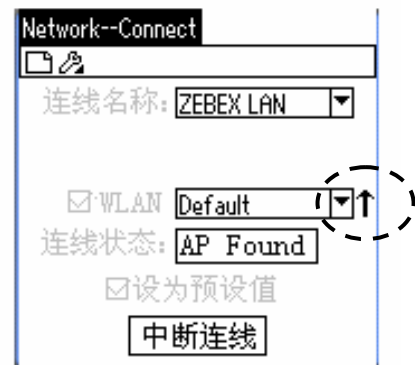 Network--Connect
连线名称: ZEBEX LAN
WLAN Default
连线状态: AP Found
设为预设值
中断连线